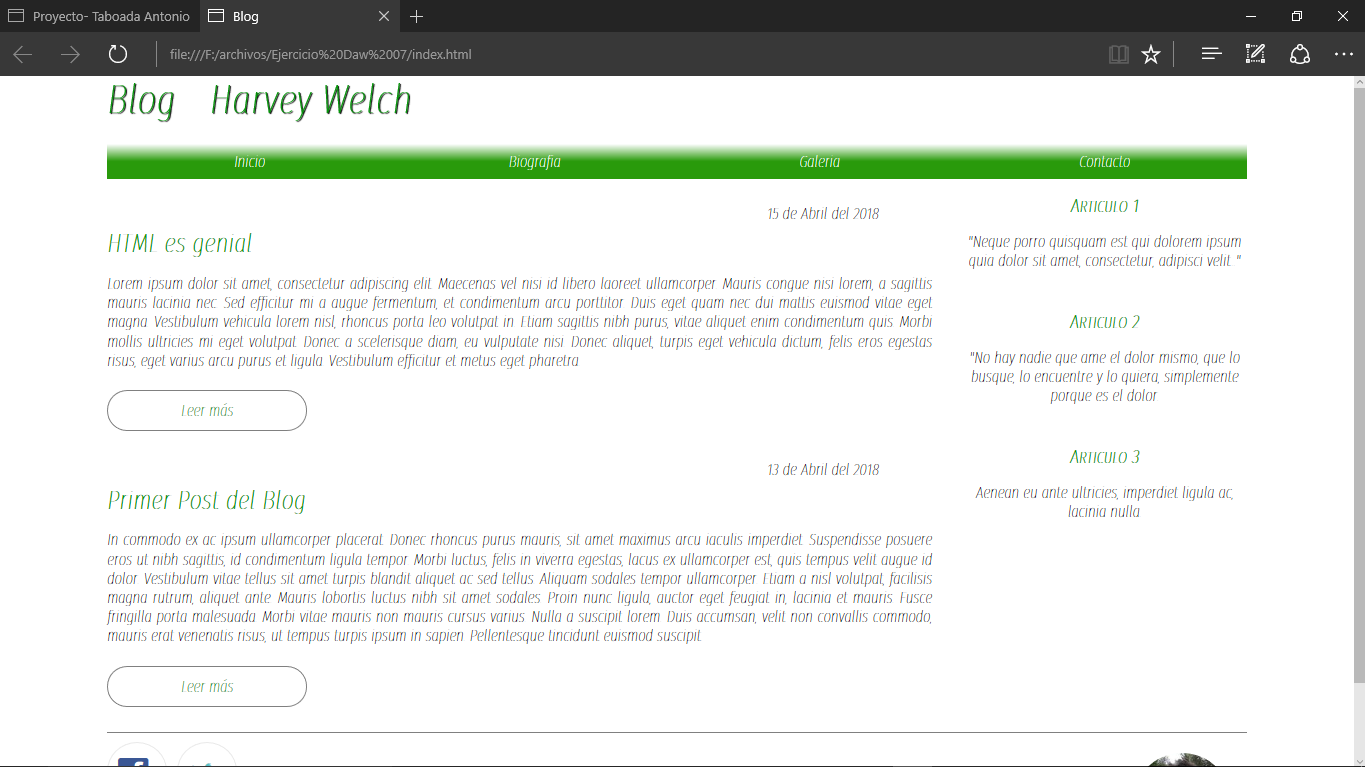 Proyecto- Taboada Antonio
Blog
file:///F:/archivos/Ejercicio%20Daw%2007/index.html
Blog Harvey Welch
Inicio Biografia Galeria Contacto
15 de Abril del 2018
HTML es genial
Lorem ipsum dolor sit amet, consectetur adipiscing elit. Maecenas vel nisi id libero laoreet ullamcorper. Mauris congue nisi lorem, a sagittis
mauris lacinia nec. Sed efficitur mi a augue fermentum, et condimentum arcu porttitor. Duis eget quam nec dui mattis euismod vitae eget
magna. Vestibulum vehicula lorem nisl, rhoncus porta leo volutpat in. Etiam sagittis nibh purus, vitae aliquet enim condimentum quis. Morbi
mollis ultricies mi eget volutpat. Donec a scelerisque diam, eu vulputate nisi. Donec aliquet, turpis eget vehicula dictum, felis eros egestas
risus, eget varius arcu purus et ligula. Vestibulum efficitur et metus eget pharetra.
Leer más
13 de Abril del 2018
Primer Post del Blog
In commodo ex ac ipsum ullamcorper placerat. Donec rhoncus purus mauris, sit amet maximus arcu iaculis imperdiet. Suspendisse posuere
eros ut nibh sagittis, id condimentum ligula tempor. Morbi luctus, felis in viverra egestas, lacus ex ullamcorper est, quis tempus velit augue id
dolor. Vestibulum vitae tellus sit amet turpis blandit aliquet ac sed tellus. Aliquam sodales tempor ullamcorper. Etiam a nisl volutpat, facilisis
magna rutrum, aliquet ante. Mauris lobortis luctus nibh sit amet sodales. Proin nunc ligula, auctor eget feugiat in, lacinia et mauris. Fusce
fringilla porta malesuada. Morbi vitae mauris non mauris cursus varius. Nulla a suscipit lorem. Duis accumsan, velit non convallis commodo,
mauris erat venenatis risus, ut tempus turpis ipsum in sapien. Pellentesque tincidunt euismod suscipit.
Leer más
Articulo 1
"Neque porro quisquam est qui dolorem ipsum
quia dolor sit amet, consectetur, adipisci velit. "
Articulo 2
"No hay nadie que ame el dolor mismo, que lo
busque, lo encuentre y lo quiera, simplemente
porque es el dolor.
Articulo 3
Aenean eu ante ultricies, imperdiet ligula ac,
lacinia nulla.